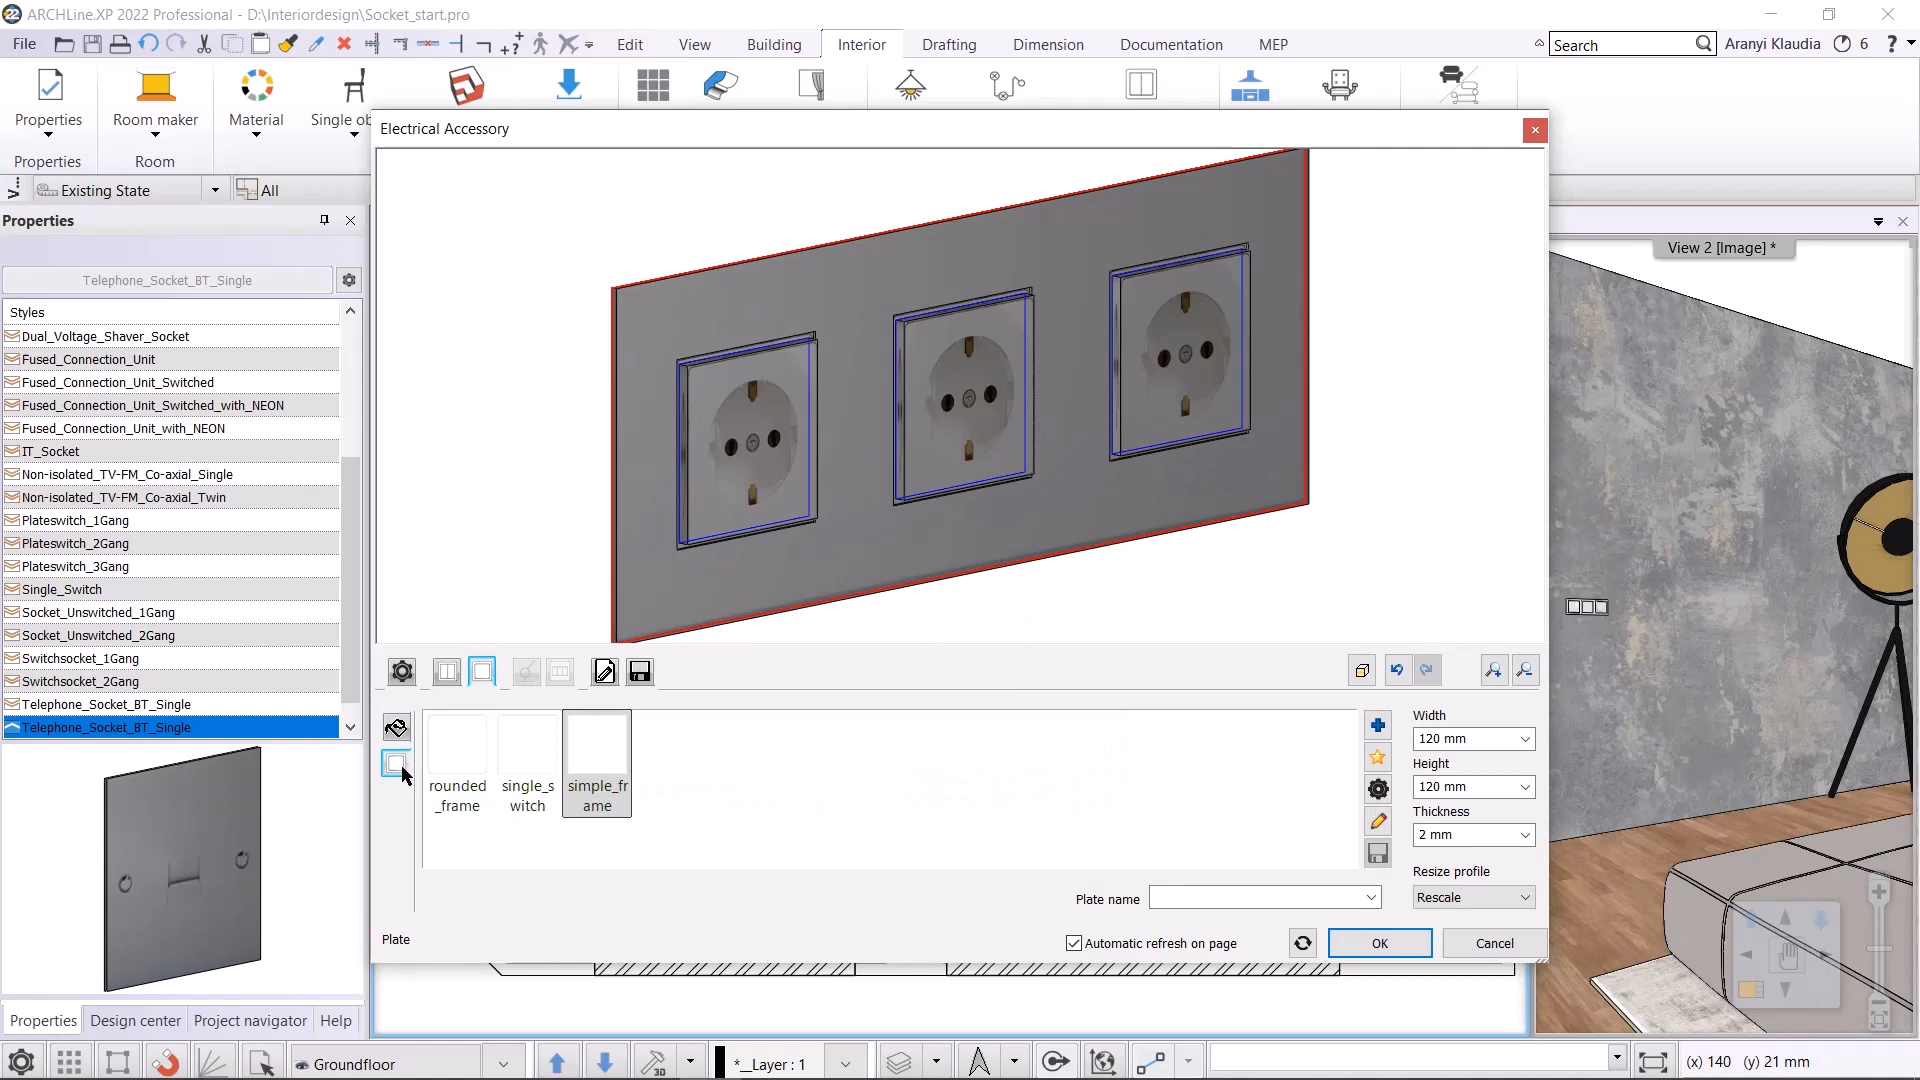 22 ARCHLine.XP 2022 Professional - D:\Interiordesign\Socket_start.pro
File Edit View Building Interior Drafting Dimension Documentation MEP Search Aranyi Klaudia 6 ?
Properties Room maker Material Single ob
Properties Room
Existing State All
Properties
Telephone_Socket_BT_Single
Styles
Dual_Voltage_Shaver_Socket
Fused_Connection_Unit
Fused_Connection_Unit_Switched
Fused_Connection_Unit_Switched_with_NEON
Fused_Connection_Unit_with_NEON
IT_Socket
Non-isolated_TV-FM_Co-axial_Single
Non-isolated_TV-FM_Co-axial_Twin
Plateswitch_1Gang
Plateswitch_2Gang
Plateswitch_3Gang
Single_Switch
Socket_Unswitched_1Gang
Socket_Unswitched_2Gang
Switchsocket_1Gang
Switchsocket_2Gang
Telephone_Socket_BT_Single
Telephone_Socket_BT_Single
Properties Design center Project navigator Help
Electrical Accessory
rounded
_frame
single_s
witch
simple_fr
ame
Width
120 mm
Height
120 mm
Thickness
2 mm
Resize profile
Rescale
Plate name
Plate
Automatic refresh on page
OK Cancel
View 2 [Image] *
Groundfloor 3D *__Layer : 1 (x) 140 (y) 21 mm